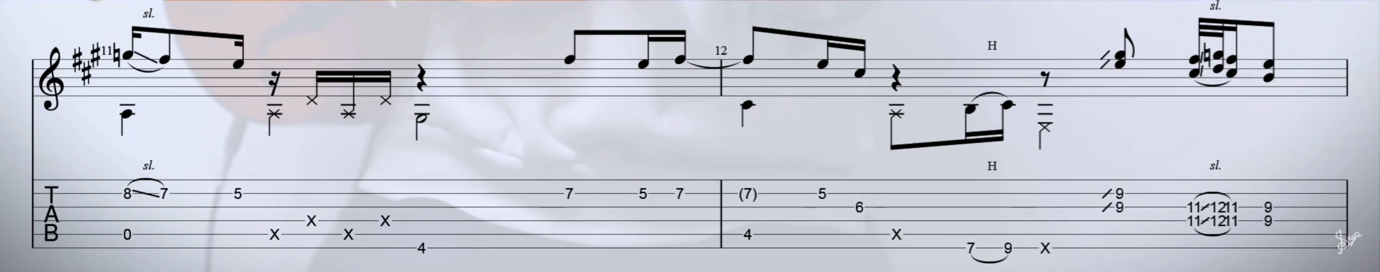 sl. sl.
11 12 H
sl. H sl.
T 8 7 5 7 5 7 (7) 5 9
A 6 9 11 12 11 9
X X 11 12 11 9
B 0 X X 4 X
4 7 9 X